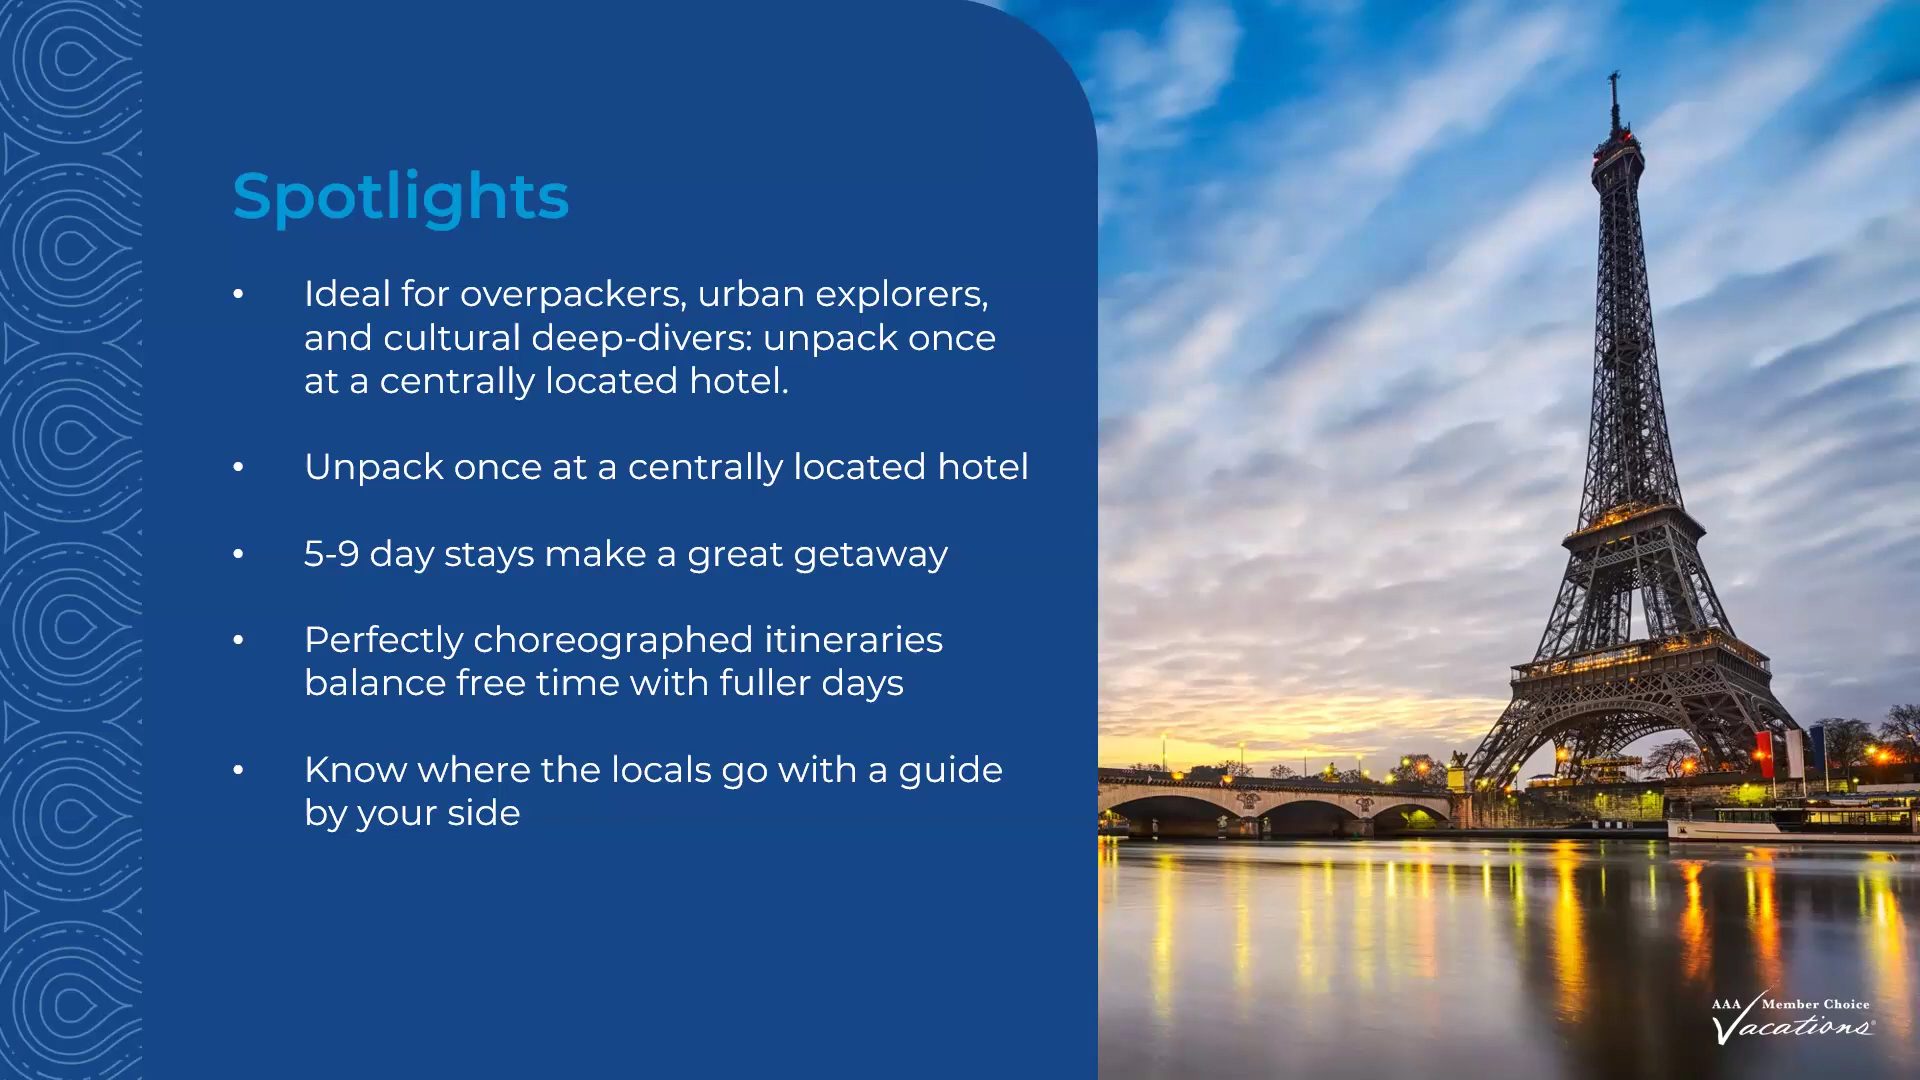 Spotlights
• Ideal for overpackers, urban explorers,
and cultural deep-divers: unpack once
at a centrally located hotel.
• Unpack once at a centrally located hotel
• 5-9 day stays make a great getaway
• Perfectly choreographed itineraries
balance free time with fuller days
• Know where the locals go with a guide
by your side
AAA Member Choice
Vacations®